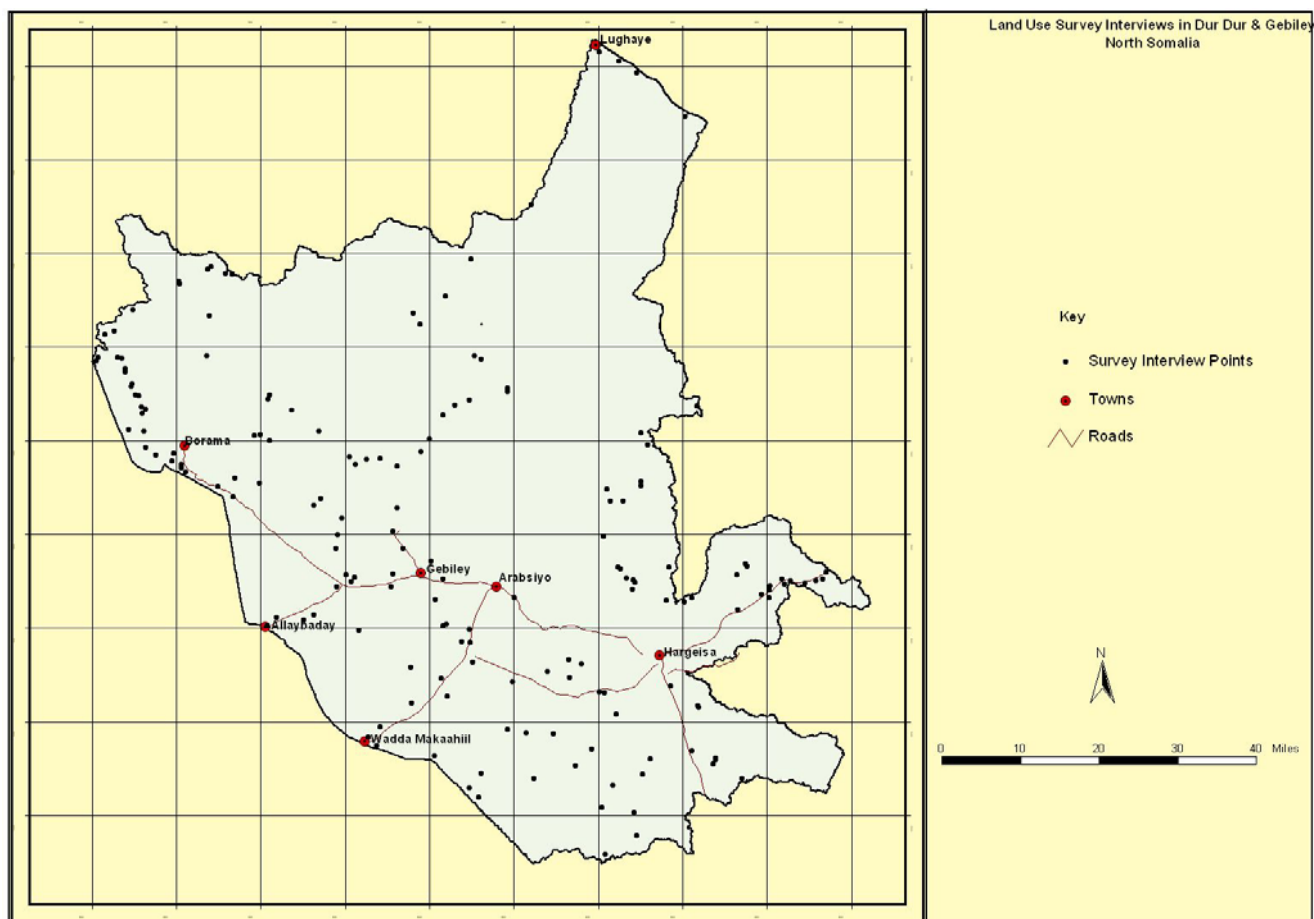 Land Use Survey Interviews in Dur Dur & Gebiley
North Somalia
Lughaye
Borama
Gebiley
Arabsiyo
Allaybaday
Hargeisa
Wadda Makaahiil
Key
Survey Interview Points
Towns
Roads
N
0 10 20 30 40 Miles